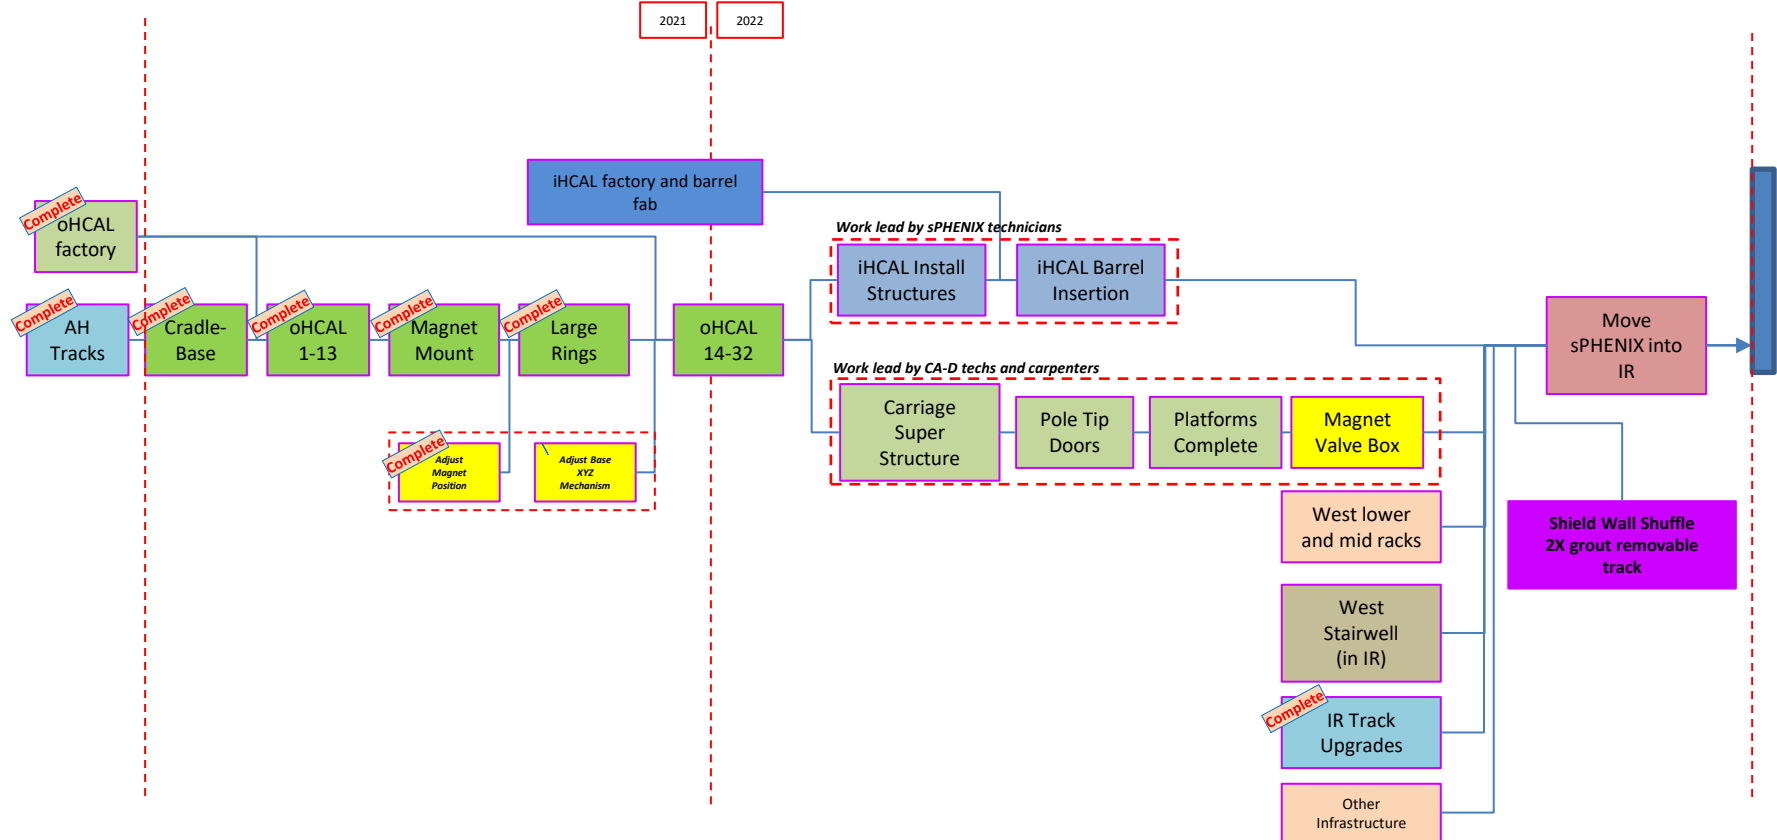 2021
2022
iHCAL factory and barrel
fab
Complete
oHCAL
factory
Work lead by sPHENIX technicians
iHCAL Install
Structures
iHCAL Barrel
Insertion
Complete
AH
Tracks
Complete
Cradle-
Base
Complete
oHCAL
1-13
Complete
Magnet
Mount
Complete
Large
Rings
oHCAL
14-32
Move
sPHENIX into
IR
Work lead by CA-D techs and carpenters
Carriage
Super
Structure
Pole Tip
Doors
Platforms
Complete
Magnet
Valve Box
Complete
Adjust
Magnet
Position
Adjust Base
XYZ
Mechanism
West lower
and mid racks
Shield Wall Shuffle
2X grout removable
track
West
Stairwell
(in IR)
Complete
IR Track
Upgrades
Other
Infrastructure